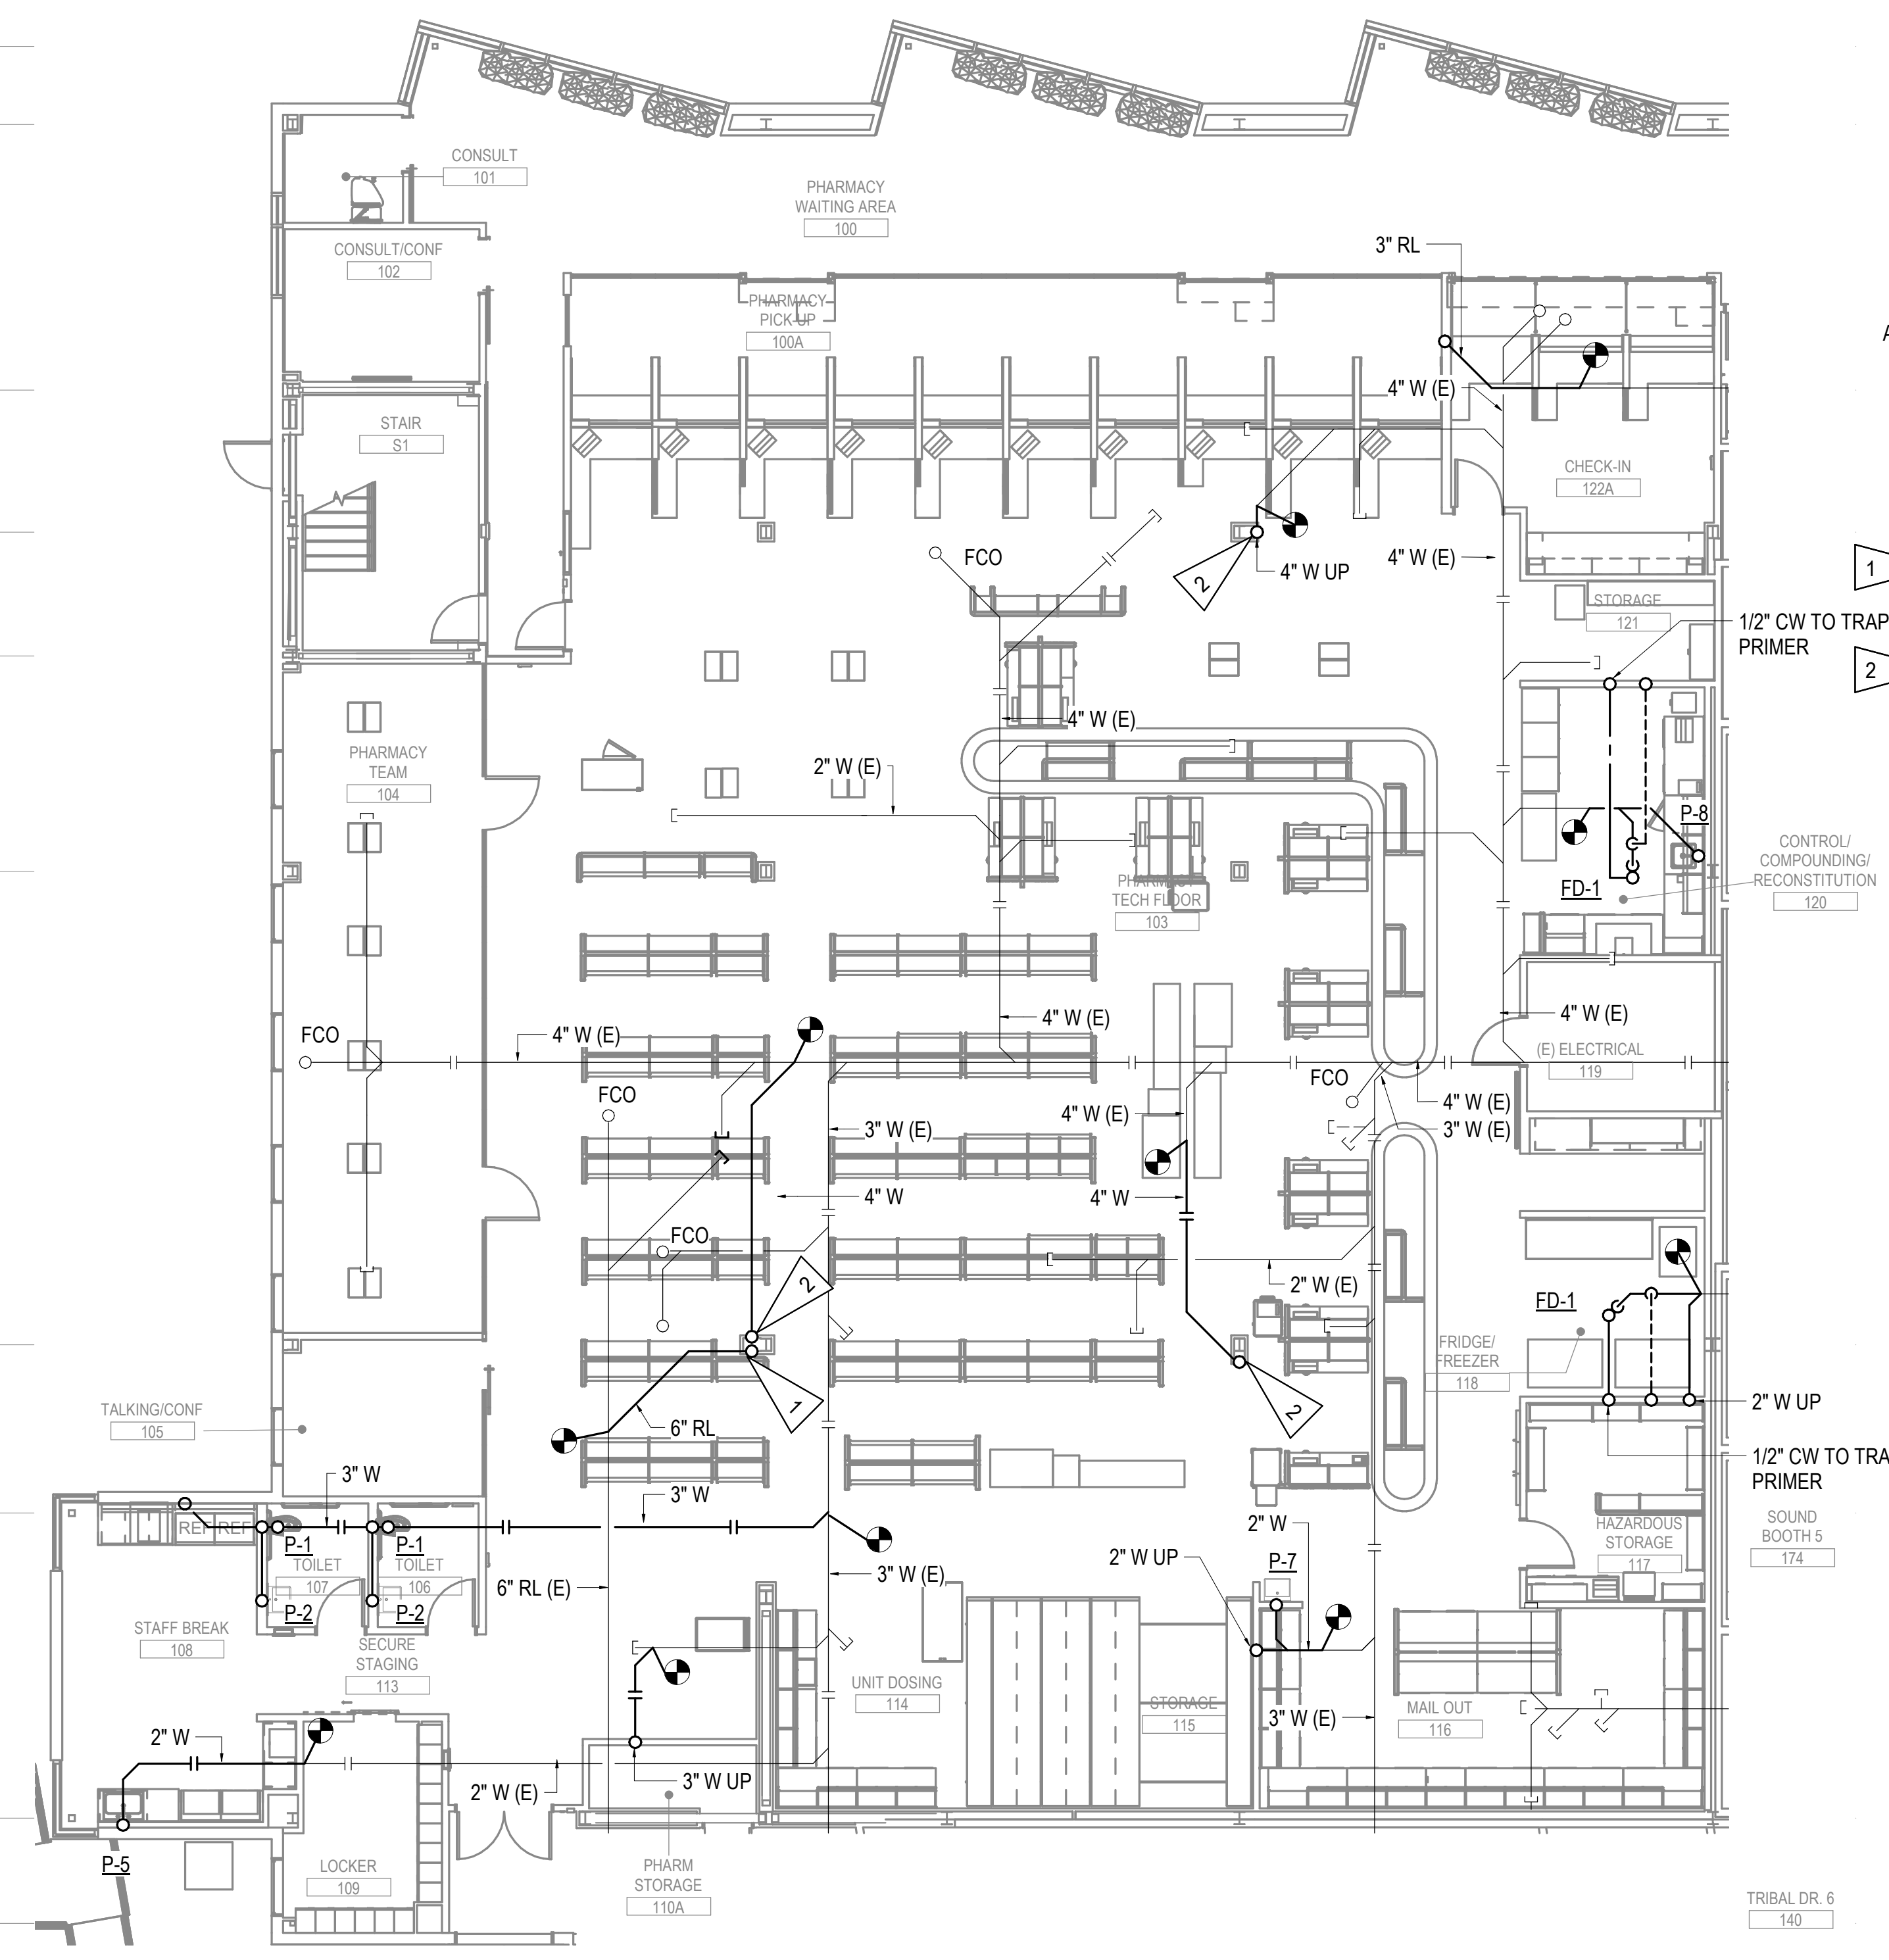 CONSULT
101
PHARMACY
WAITING AREA
100
CONSULT/CONF
102
3" RL
PHARMACY
PICK-UP
100A
A
4" W (E)
STAIR
S1
CHECK-IN
122A
FCO
4" W (E)
2
4" W UP
1
STORAGE
121
1/2" CW TO TRAP
PRIMER
2
4" W (E)
PHARMACY
TEAM
104
2" W (E)
P-8
CONTROL/
COMPOUNDING/
RECONSTITUTION
120
FD-1
PHARMACY
TECH FLOOR
103
FCO
4" W (E)
4" W (E)
4" W (E)
(E) ELECTRICAL
119
FCO
FCO
4" W (E)
4" W (E)
3" W (E)
3" W (E)
4" W
4" W
FCO
2
2" W (E)
FD-1
FRIDGE/
FREEZER
118
TALKING/CONF
105
1
6" RL
2
2" W UP
3" W
3" W
1/2" CW TO TRA
PRIMER
REF REF
P-1
TOILET
107
P-2
P-1
TOILET
106
P-2
2" W
HAZARDOUS
STORAGE
117
SOUND
BOOTH 5
174
2" W UP
P-7
6" RL (E)
3" W (E)
STAFF BREAK
108
SECURE
STAGING
113
UNIT DOSING
114
STORAGE
115
3" W (E)
MAIL OUT
116
2" W
2" W (E)
3" W UP
P-5
LOCKER
109
PHARM
STORAGE
110A
TRIBAL DR. 6
140